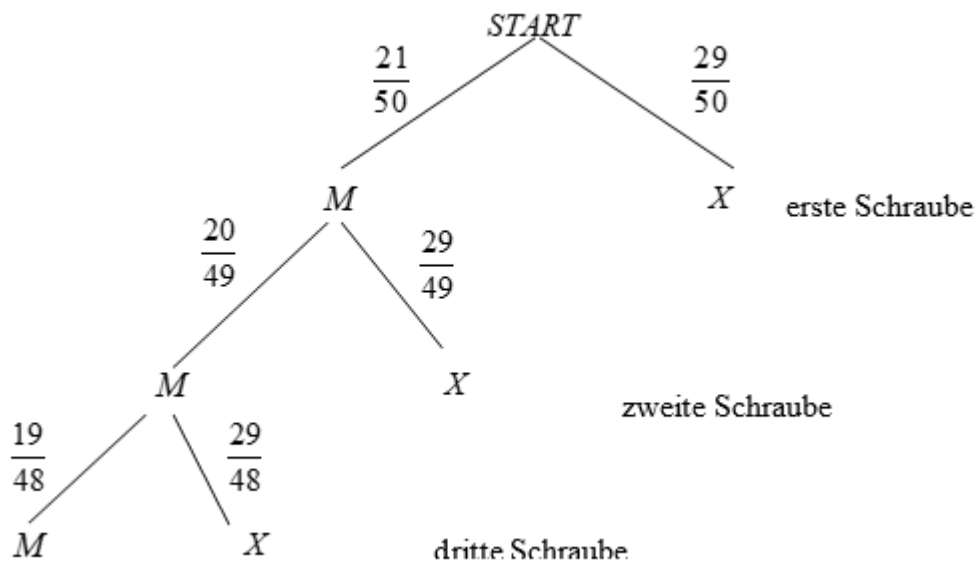 START
21/50 29/50
M X erste Schraube
20/49 29/49
M X
zweite Schraube
19/48 29/48
M X dritte Schraube